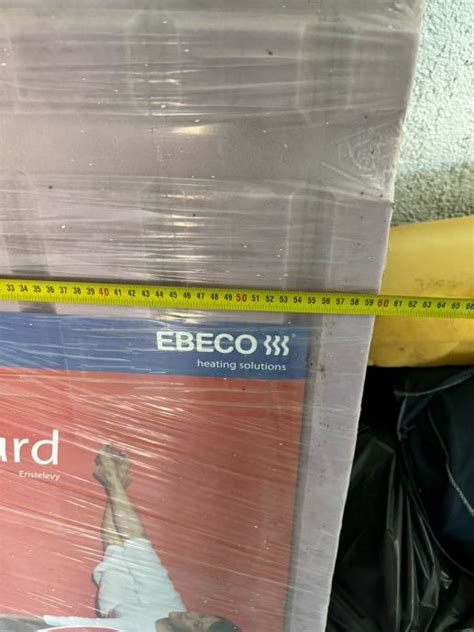 33 34 35 36 37 38 39 40 41 42 43 44 45 46 47 48 49 50 51 52 53 54 55 56 57 58 59 60 61 62 63 64 65 66
EBECO
heating solutions
ard
Eristelevy